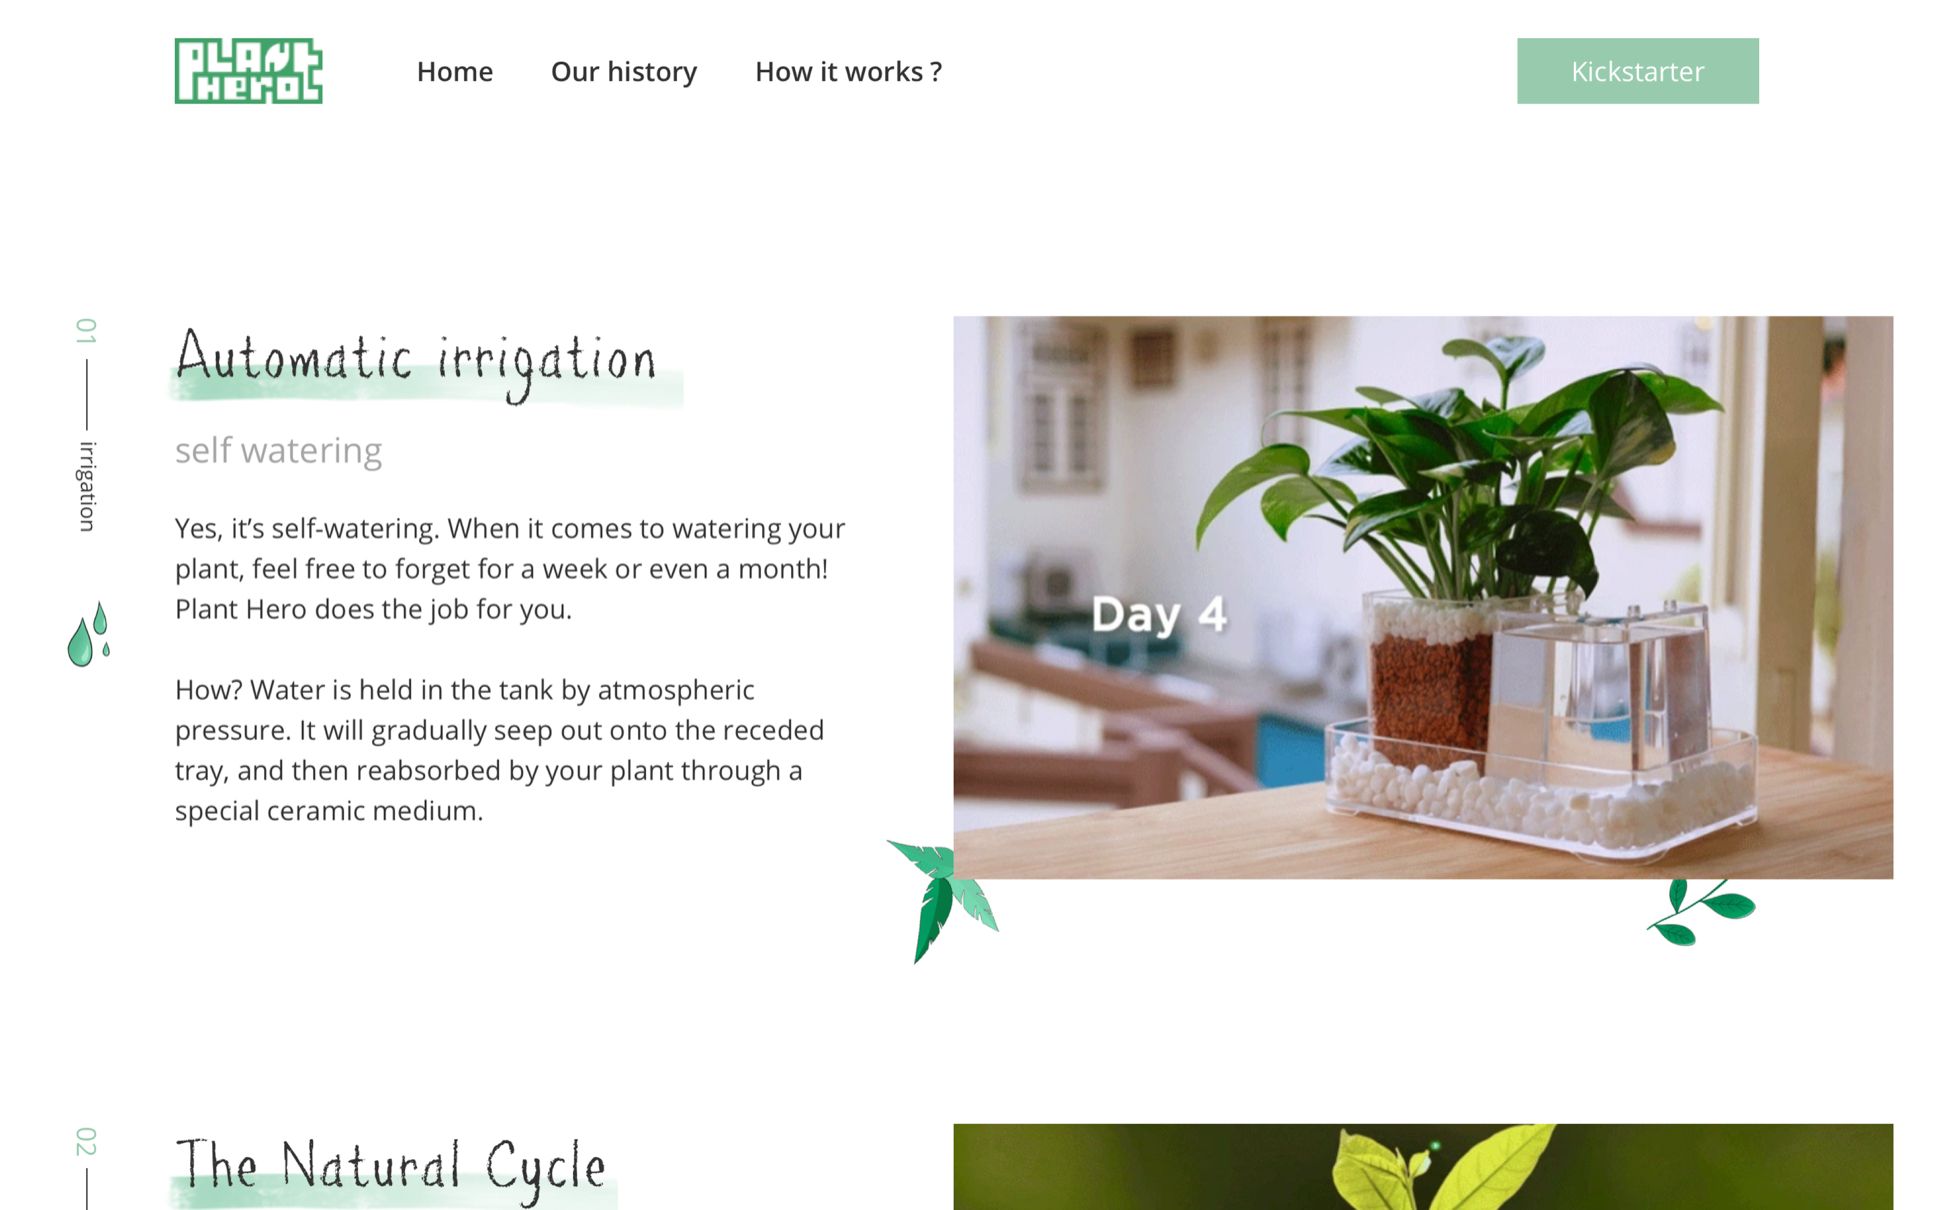 PLANT
HERO
Home
Our history
How it works ?
Kickstarter
01
irrigation
Automatic irrigation
self watering
Yes, it’s self-watering. When it comes to watering your
plant, feel free to forget for a week or even a month!
Plant Hero does the job for you.
How? Water is held in the tank by atmospheric
pressure. It will gradually seep out onto the receded
tray, and then reabsorbed by your plant through a
special ceramic medium.
Day 4
02
The Natural Cycle